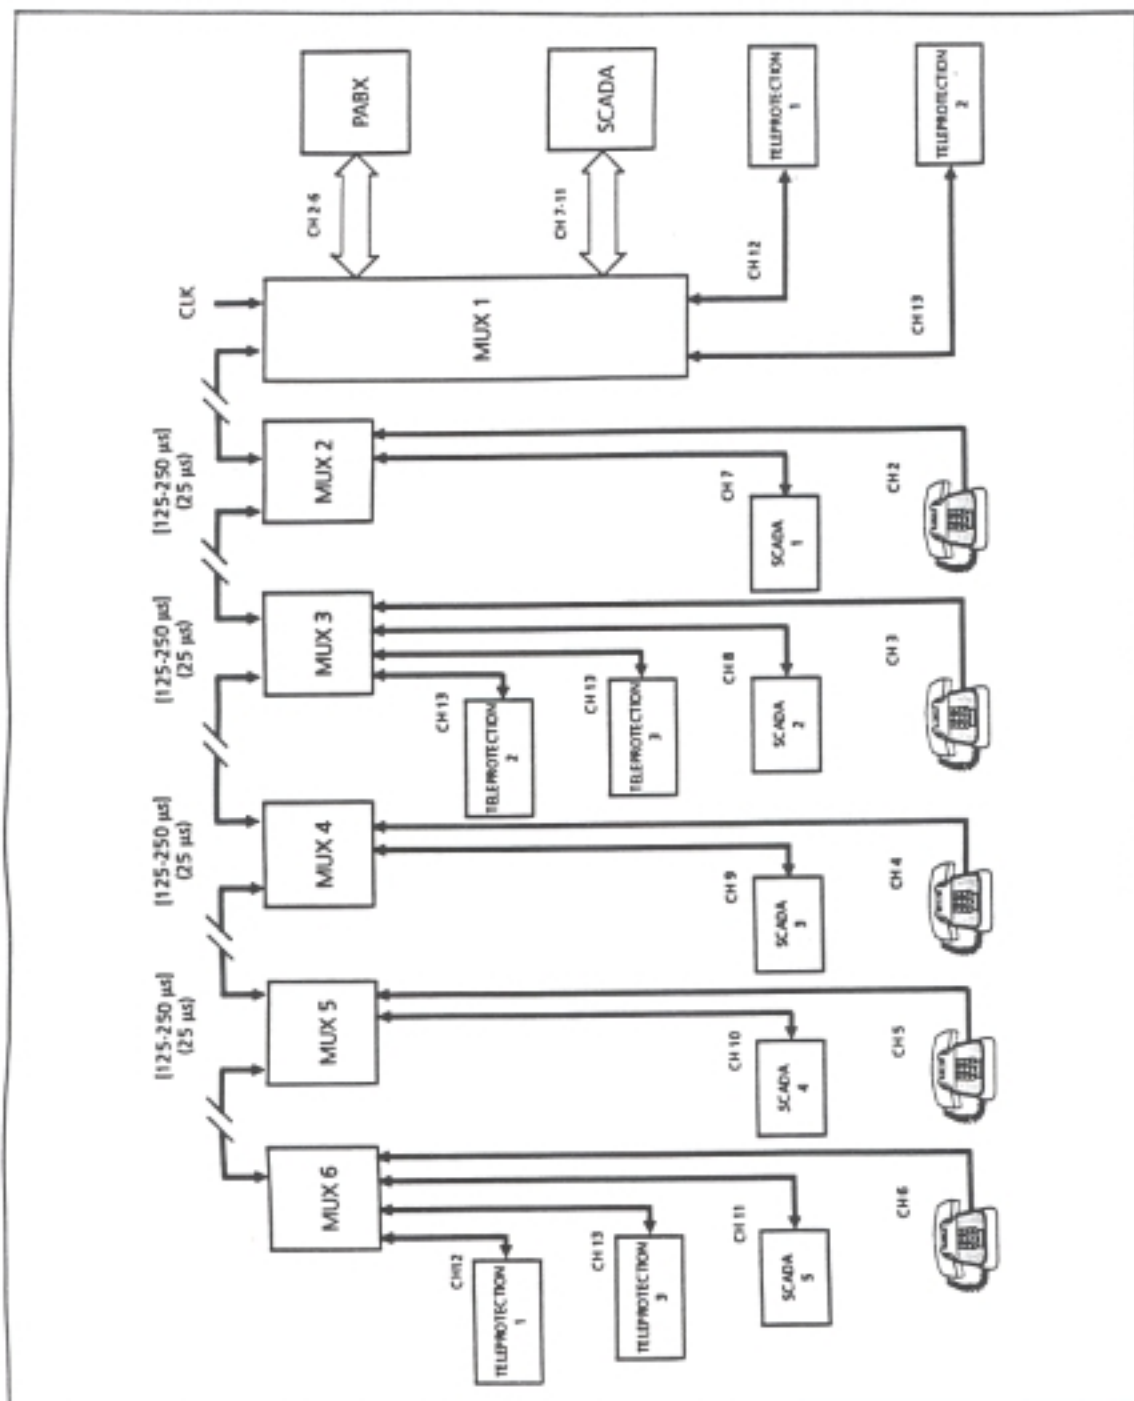 [125-250 µs]
(25 µs)
[125-250 µs]
(25 µs)
[125-250 µs]
(25 µs)
[125-250 µs]
(25 µs)
CLK
MUX 6
MUX 5
MUX 4
MUX 3
MUX 2
MUX 1
CH 2-6
PABX
CH 7-11
SCADA
CH12
TELEPROTECTION
1
CH 13
TELEPROTECTION
3
CH 11
SCADA
5
CH 6
CH 10
SCADA
4
CH 5
CH 9
SCADA
3
CH 4
CH 13
TELEPROTECTION
2
CH 13
TELEPROTECTION
3
CH 8
SCADA
2
CH 3
CH 7
SCADA
1
CH 2
CH 12
TELEPROTECTION
1
CH 13
TELEPROTECTION
2